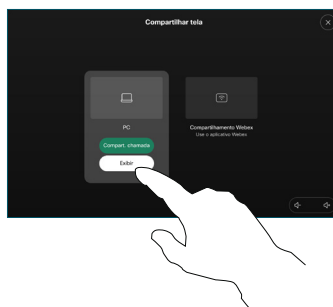 Compartilhar tela
PC
Compart. chamada
Exibir
Compartilhamento Webex
Use o aplicativo Webex